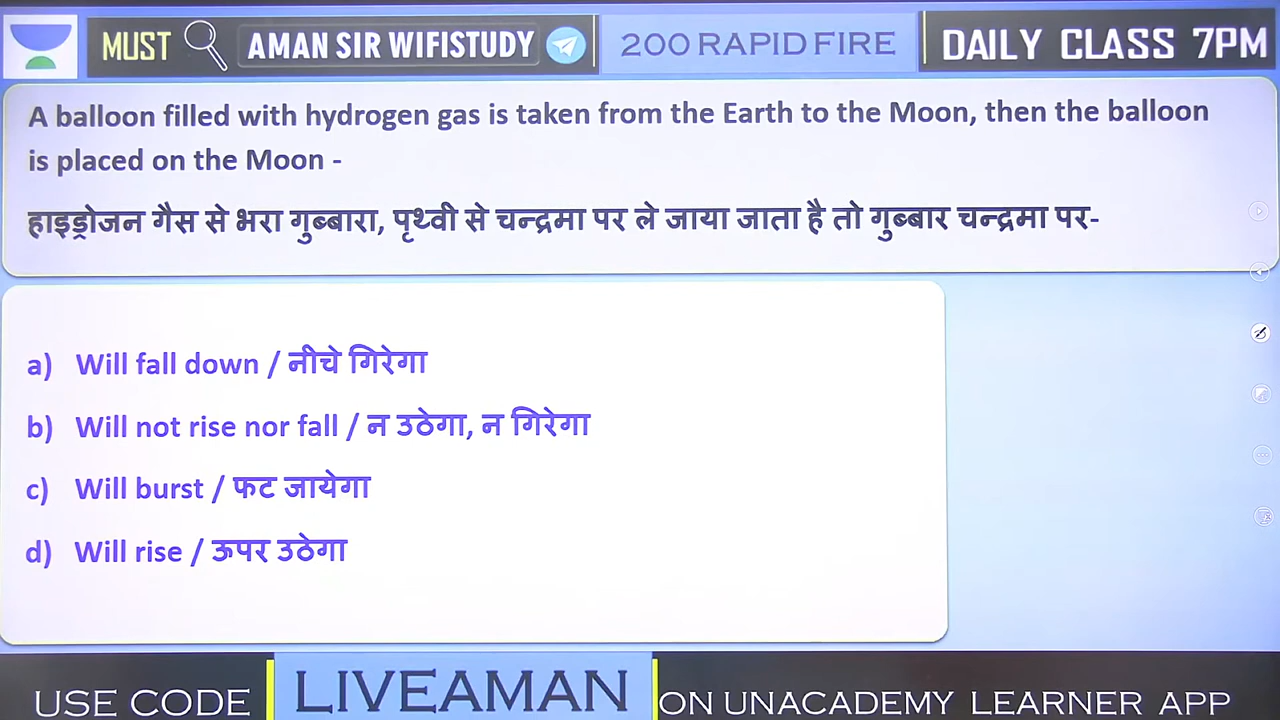 MUST AMAN SIR WIFISTUDY 200 RAPID FIRE DAILY CLASS 7PM
A balloon filled with hydrogen gas is taken from the Earth to the Moon, then the balloon
is placed on the Moon -
हाइड्रोजन गैस से भरा गुब्बारा, पृथ्वी से चन्द्रमा पर ले जाया जाता है तो गुब्बार चन्द्रमा पर-
a) Will fall down / नीचे गिरेगा
b) Will not rise nor fall / न उठेगा, न गिरेगा
c) Will burst / फट जायेगा
d) Will rise / ऊपर उठेगा
USE CODE LIVEAMAN ON UNACADEMY LEARNER APP